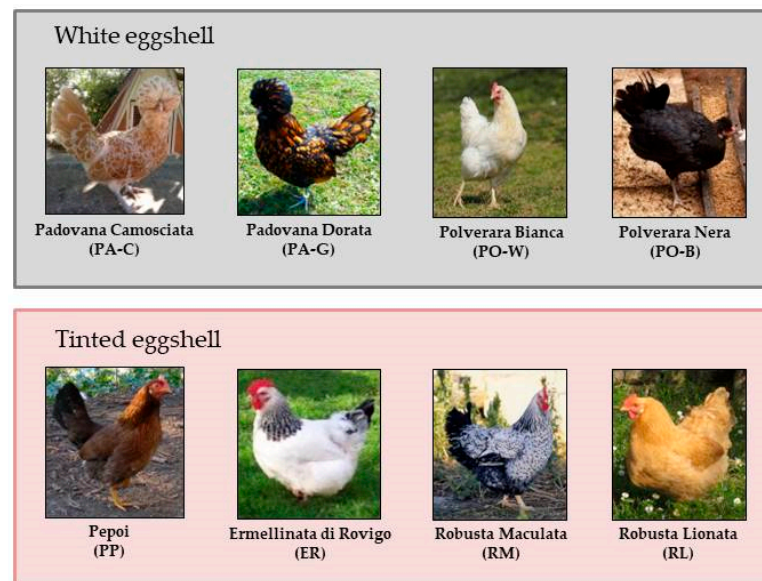 White eggshell
Padovana Camosciata
(PA-C)
Padovana Dorata
(PA-G)
Polverara Bianca
(PO-W)
Polverara Nera
(PO-B)
Tinted eggshell
Pepoi
(PP)
Ermellinata di Rovigo
(ER)
Robusta Maculata
(RM)
Robusta Lionata
(RL)